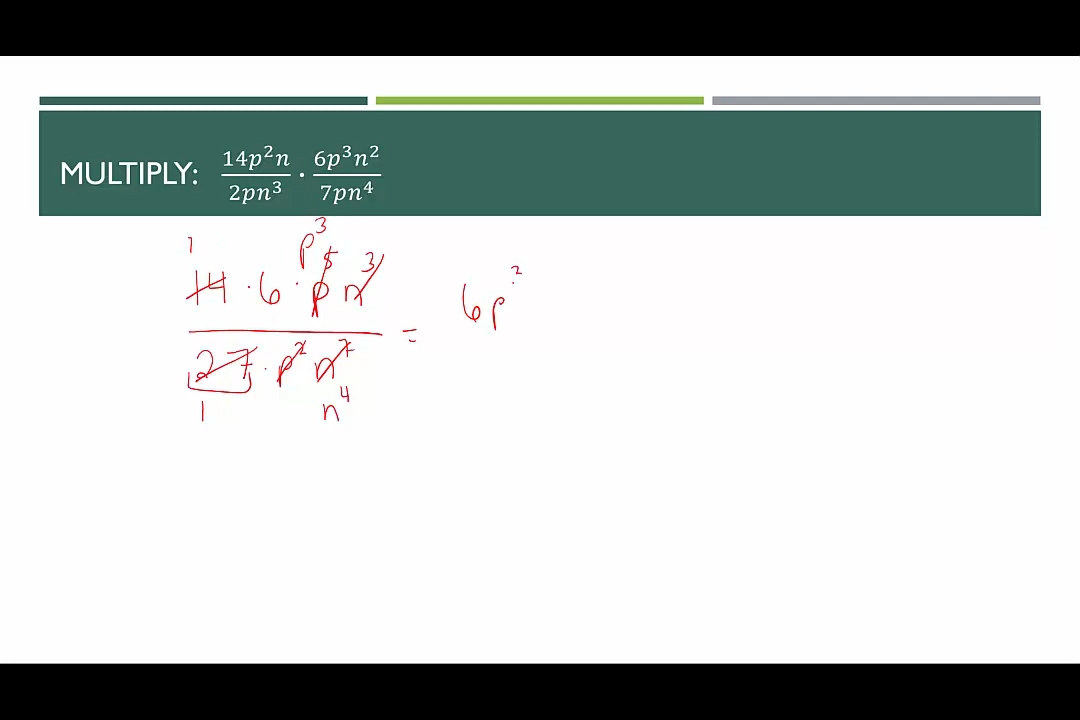 MULTIPLY: 14p²n/2pn³ · 6p³n²/7pn⁴
1 p³
14 · 6 · p⁵ n³
2 7 · p² n⁷ = 6p²
1 n⁴